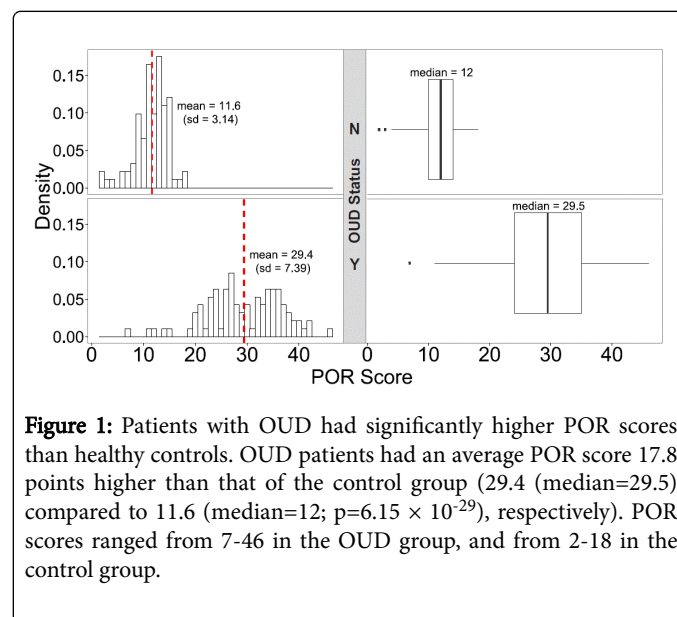 0.15
0.10
0.05
0.00
mean = 11.6
(sd = 3.14)
N
median = 12
Density
OUD Status
0.15
0.10
0.05
0.00
mean = 29.4
(sd = 7.39)
Y
median = 29.5
0 10 20 30 40 0 10 20 30 40
POR Score
Figure 1: Patients with OUD had significantly higher POR scores
than healthy controls. OUD patients had an average POR score 17.8
points higher than that of the control group (29.4 (median=29.5)
compared to 11.6 (median=12; p=6.15 × 10-29), respectively). POR
scores ranged from 7-46 in the OUD group, and from 2-18 in the
control group.